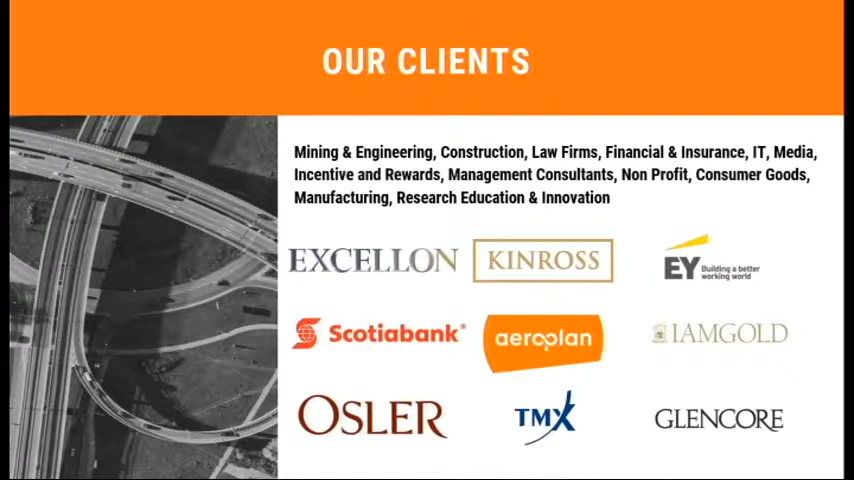 OUR CLIENTS
Mining & Engineering, Construction, Law Firms, Financial & Insurance, IT, Media,
Incentive and Rewards, Management Consultants, Non Profit, Consumer Goods,
Manufacturing, Research Education & Innovation
EXCELLON
KINROSS
EY Building a better
working world
Scotiabank®
aeroplan
IAMGOLD
OSLER
TMX
GLENCORE